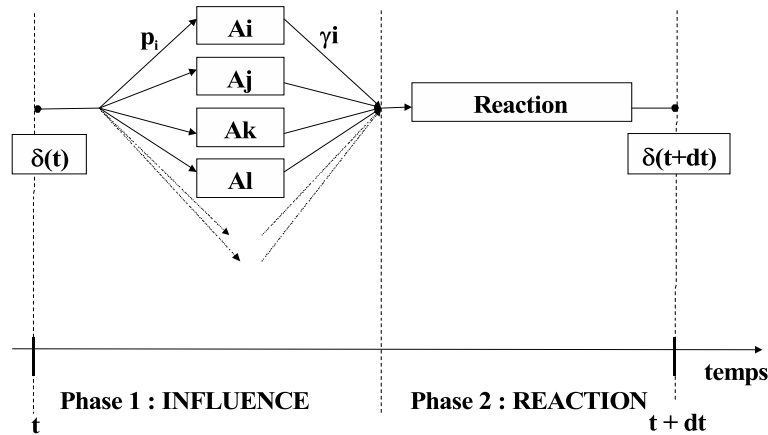 Ai
pi
γi
Aj
Reaction
Ak
δ(t)
Al
δ(t+dt)
temps
Phase 1 : INFLUENCE
Phase 2 : REACTION
t
t + dt